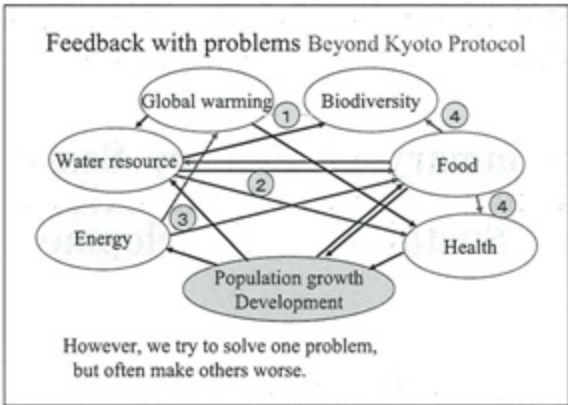 Feedback with problems Beyond Kyoto Protocol
Global warming
1
Biodiversity
4
Water resource
2
Food
3
4
Energy
Health
Population growth
Development
However, we try to solve one problem,
but often make others worse.